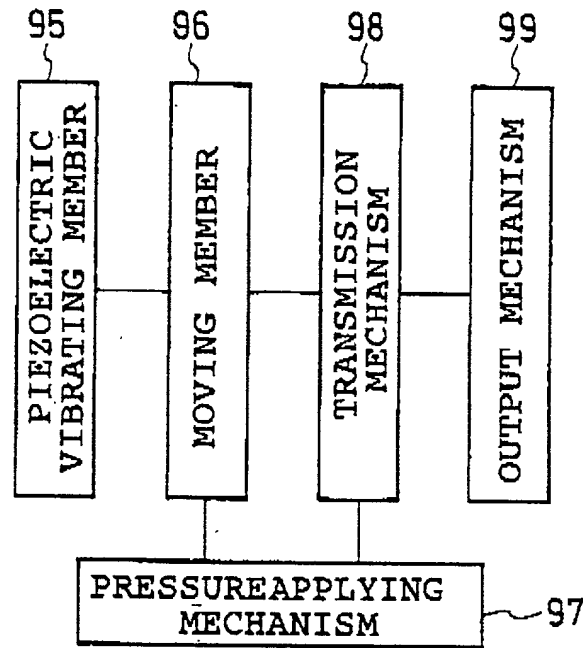 95
96
98
99
PIEZOELECTRIC
VIBRATING MEMBER
MOVING MEMBER
TRANSMISSION
MECHANISM
OUTPUT MECHANISM
PRESSUREAPPLYING
MECHANISM
97